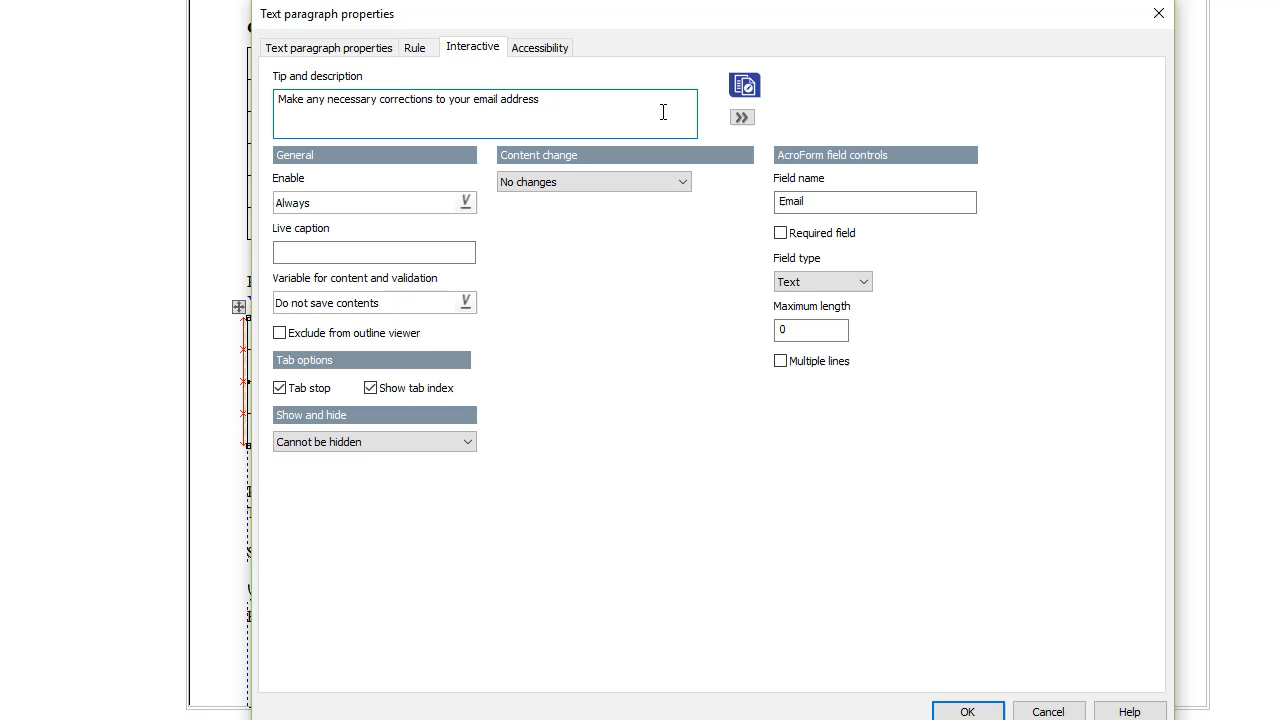 Text paragraph properties
Text paragraph properties Rule Interactive Accessibility
Tip and description
Make any necessary corrections to your email address
General
Content change
AcroForm field controls
Enable
Field name
Always
No changes
Email
Live caption
Required field
Field type
Variable for content and validation
Text
Do not save contents
Maximum length
0
Exclude from outline viewer
Multiple lines
Tab options
Tab stop
Show tab index
Show and hide
Cannot be hidden
OK Cancel Help